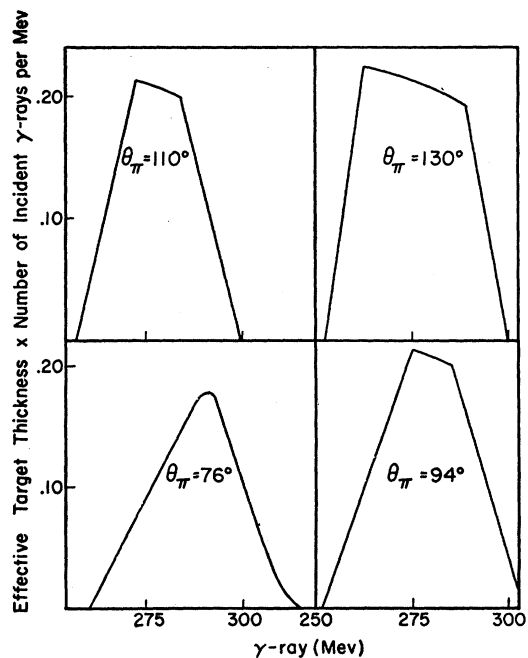 Effective Target Thickness x Number of Incident γ-rays per Mev
.20
.10
θπ=110°
θπ=130°
.20
.10
θπ=76°
θπ=94°
275 300 250 275 300
γ-ray (Mev)